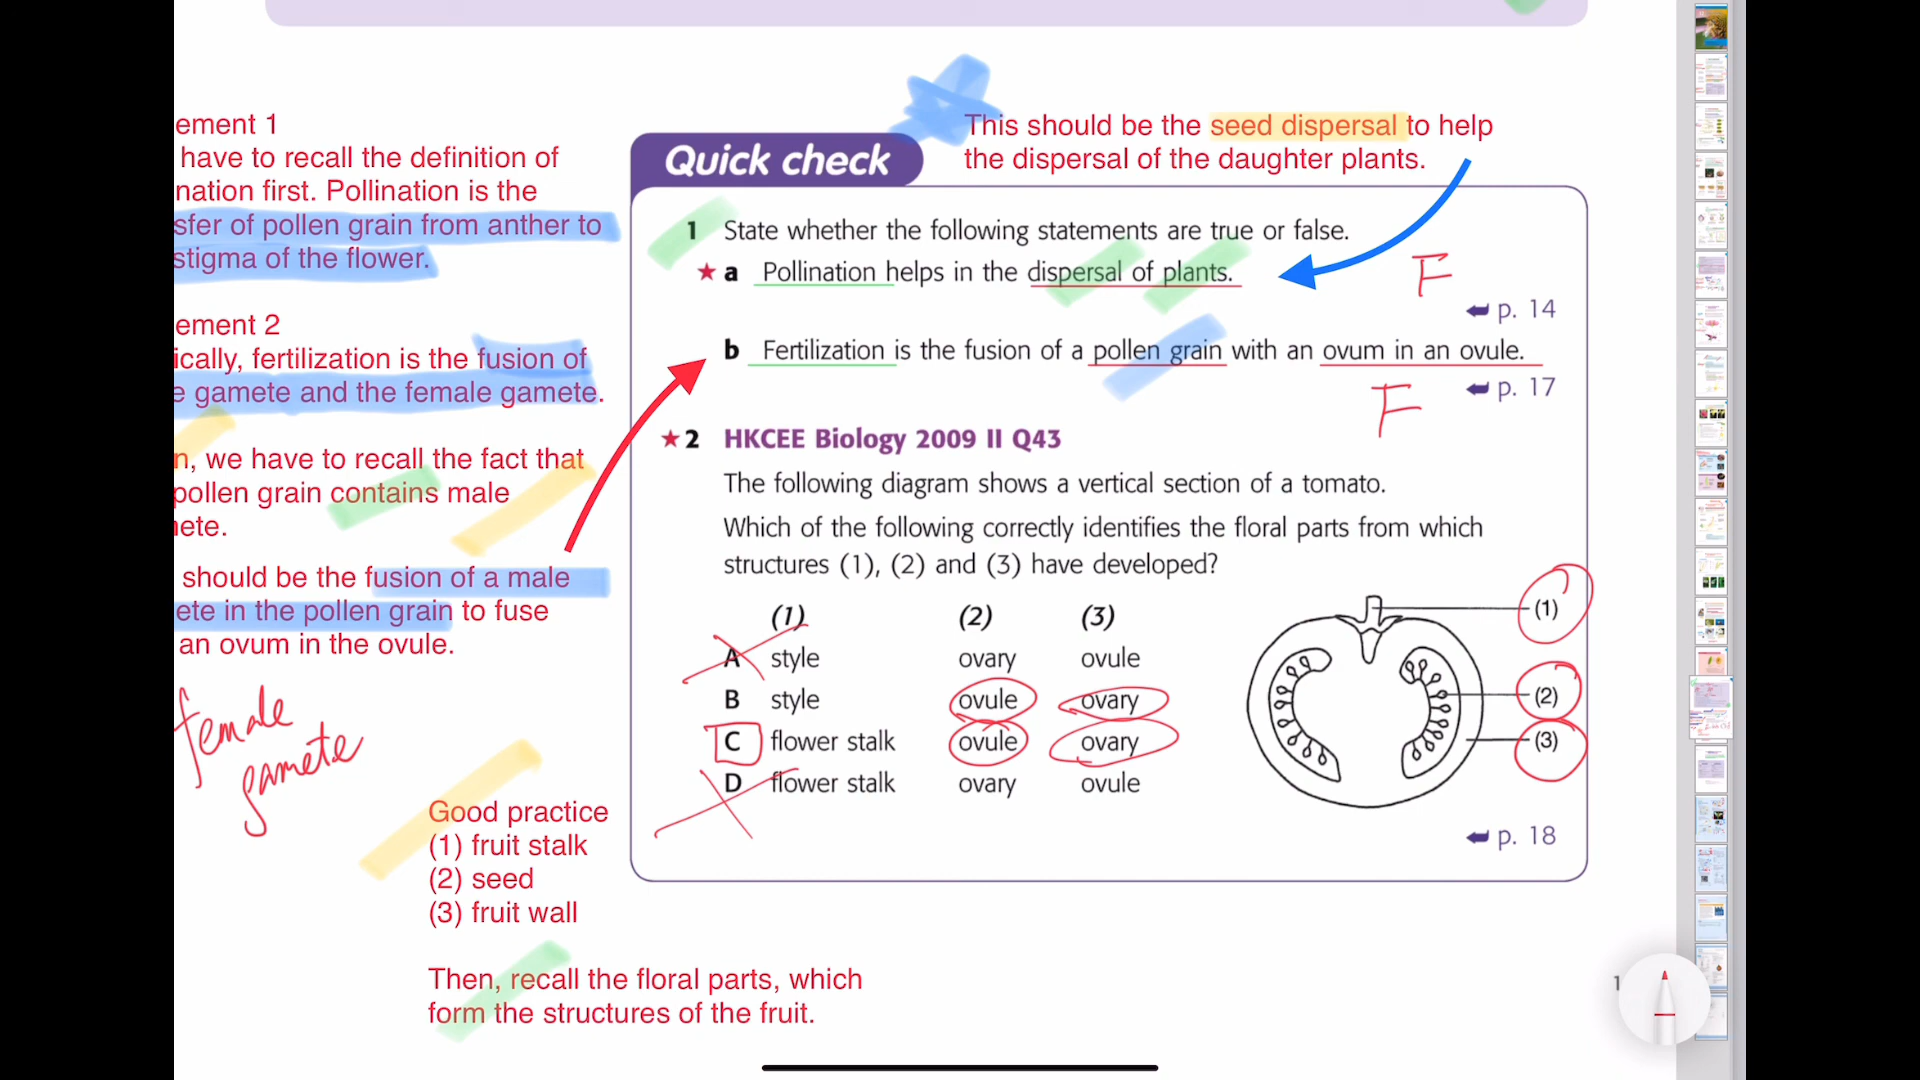 ement 1
have to recall the definition of
nation first. Pollination is the
sfer of pollen grain from anther to
stigma of the flower.
ement 2
ically, fertilization is the fusion of
e gamete and the female gamete.
n, we have to recall the fact that
pollen grain contains male
ete.
should be the fusion of a male
ete in the pollen grain to fuse
an ovum in the ovule.
female
gamete
Good practice
(1) fruit stalk
(2) seed
(3) fruit wall
Then, recall the floral parts, which
form the structures of the fruit.
This should be the seed dispersal to help
the dispersal of the daughter plants.
Quick check
1 State whether the following statements are true or false.
★ a Pollination helps in the dispersal of plants.
F
p. 14
b Fertilization is the fusion of a pollen grain with an ovum in an ovule.
F
p. 17
★ 2 HKCEE Biology 2009 II Q43
The following diagram shows a vertical section of a tomato.
Which of the following correctly identifies the floral parts from which
structures (1), (2) and (3) have developed?
(1) (2) (3)
A style ovary ovule
B style ovule ovary
C flower stalk ovule ovary
D flower stalk ovary ovule
(1)
(2)
(3)
p. 18
1